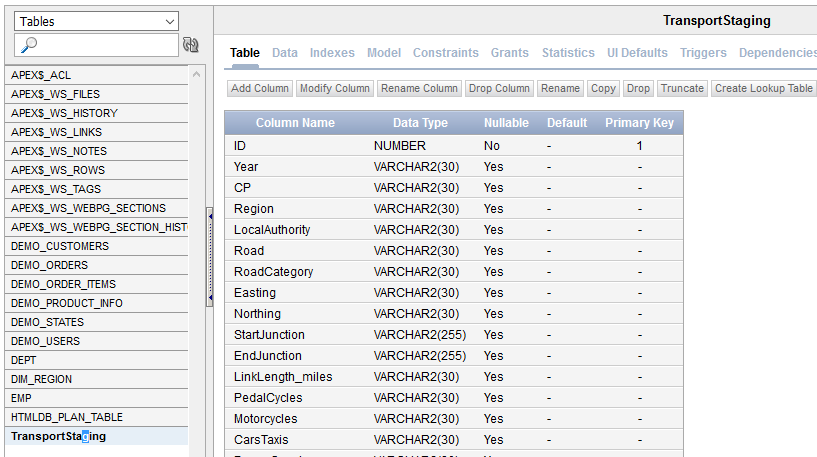 Tables
APEX$_ACL
APEX$_WS_FILES
APEX$_WS_HISTORY
APEX$_WS_LINKS
APEX$_WS_NOTES
APEX$_WS_ROWS
APEX$_WS_TAGS
APEX$_WS_WEBPG_SECTIONS
APEX$_WS_WEBPG_SECTION_HIST
DEMO_CUSTOMERS
DEMO_ORDERS
DEMO_ORDER_ITEMS
DEMO_PRODUCT_INFO
DEMO_STATES
DEMO_USERS
DEPT
DIM_REGION
EMP
HTMLDB_PLAN_TABLE
TransportStaging
TransportStaging
Table Data Indexes Model Constraints Grants Statistics UI Defaults Triggers Dependencies
Add Column Modify Column Rename Column Drop Column Rename Copy Drop Truncate Create Lookup Table
Column Name Data Type Nullable Default Primary Key
ID NUMBER No - 1
Year VARCHAR2(30) Yes - -
CP VARCHAR2(30) Yes - -
Region VARCHAR2(30) Yes - -
LocalAuthority VARCHAR2(30) Yes - -
Road VARCHAR2(30) Yes - -
RoadCategory VARCHAR2(30) Yes - -
Easting VARCHAR2(30) Yes - -
Northing VARCHAR2(30) Yes - -
StartJunction VARCHAR2(255) Yes - -
EndJunction VARCHAR2(255) Yes - -
LinkLength_miles VARCHAR2(30) Yes - -
PedalCycles VARCHAR2(30) Yes - -
Motorcycles VARCHAR2(30) Yes - -
CarsTaxis VARCHAR2(30) Yes - -